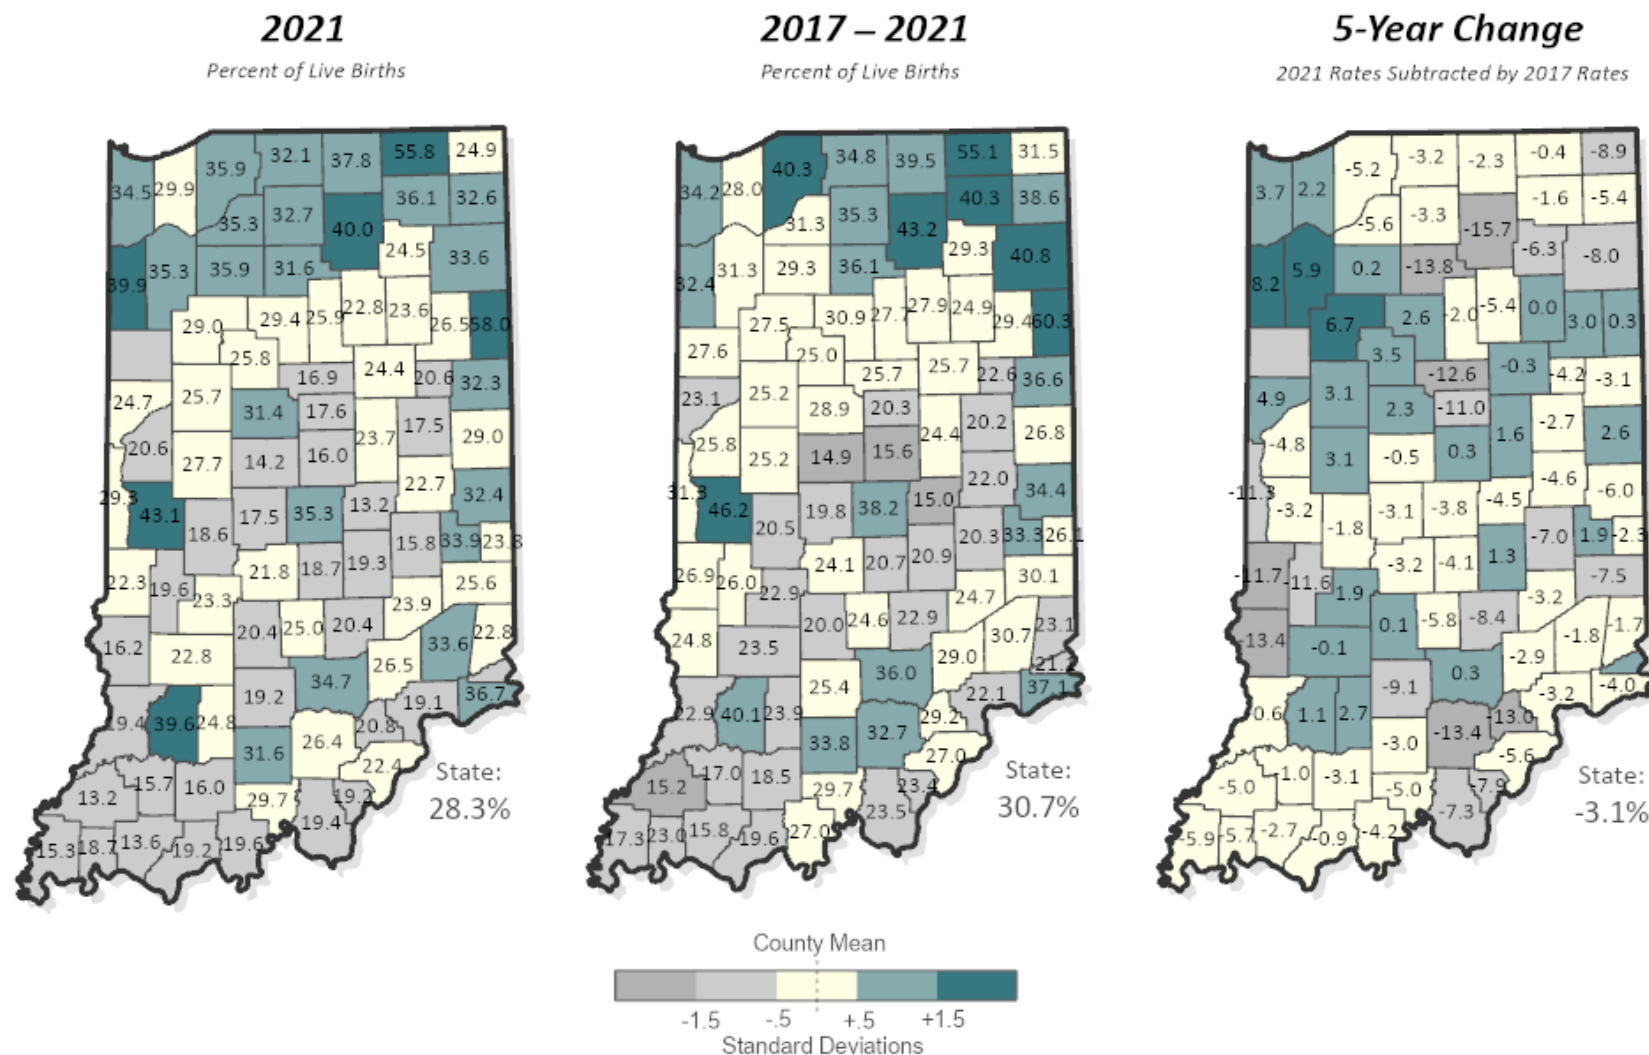 2021
Percent of Live Births
35.9 32.1 37.8 55.8 24.9
34.5 29.9
35.3 32.7 40.0 36.1 32.6
39.9 35.3 35.9 31.6 24.5 33.6
29.0 29.4 25.9 22.8 23.6 26.5 58.0
25.8 16.9 24.4 20.6 32.3
24.7 25.7 31.4 17.6 17.5
20.6 27.7 14.2 16.0 23.7 29.0
29.3 43.1 18.6 17.5 35.3 13.2 22.7 32.4
15.8 33.9 23.8
22.3 19.6 23.3 21.8 18.7 19.3 25.6
16.2 22.8 20.4 25.0 20.4 23.9 33.6 22.8
19.2 34.7 26.5
19.4 39.6 24.8 31.6 26.4 20.8 19.1 36.7
13.2 15.7 16.0 29.7 19.4 19.2 22.4
15.3 18.7 13.6 19.2 19.6
State:
28.3%
2017 – 2021
Percent of Live Births
40.3 34.8 39.5 55.1 31.5
34.2 28.0
31.3 35.3 43.2 40.3 38.6
32.4 31.3 29.3 36.1 29.3 40.8
27.5 30.9 27.7 27.9 24.9 29.4 60.3
27.6 25.0 25.7 25.7 22.6 36.6
23.1 25.2 28.9 20.3 20.2
25.8 25.2 14.9 15.6 24.4 26.8
31.3 46.2 20.5 19.8 38.2 15.0 22.0 34.4
20.3 33.3 26.1
26.9 26.0 22.9 24.1 20.7 20.9 30.1
24.8 23.5 20.0 24.6 22.9 24.7 30.7 23.1
25.4 36.0 29.0 21.2
22.9 40.1 23.9 33.8 32.7 29.2 22.1 37.1
15.2 17.0 18.5 29.7 23.5 23.4 27.0
17.3 23.0 15.8 19.6 27.0
State:
30.7%
5-Year Change
2021 Rates Subtracted by 2017 Rates
-5.2 -3.2 -2.3 -0.4 -8.9
3.7 2.2
-5.6 -3.3 -15.7 -1.6 -5.4
8.2 5.9 0.2 -13.8 -6.3 -8.0
6.7 2.6 -2.0 -5.4 0.0 3.0 0.3
3.5 -12.6 -0.3 -4.2 -3.1
4.9 3.1 2.3 -11.0 -2.7
-4.8 3.1 -0.5 0.3 1.6 2.6
-11.3 -3.2 -1.8 -3.1 -3.8 -4.5 -4.6 -6.0
-7.0 1.9 -2.3
-11.7 -11.6 1.9 -3.2 -4.1 1.3 -7.5
-13.4 -0.1 0.1 -5.8 -8.4 -3.2 -1.8
-9.1 0.3 -2.9
1.1 2.7 -3.0 -13.4 -13.0 -3.2 -4.0
-5.0 -1.0 -3.1 -5.0 -7.3 -7.9 -5.6
-5.9 -5.7 -2.7 -0.9 -4.2
State:
-3.1%
County Mean
-1.5 -.5 +.5 +1.5
Standard Deviations